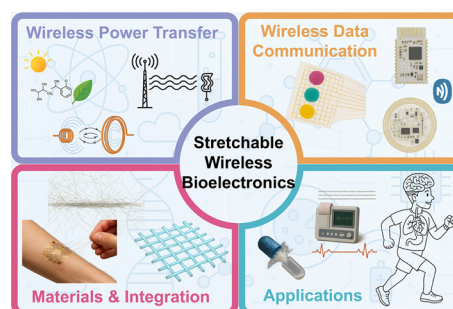 Wireless Power Transfer
Wireless Data
Communication
Stretchable
Wireless
Bioelectronics
Materials & Integration
Applications